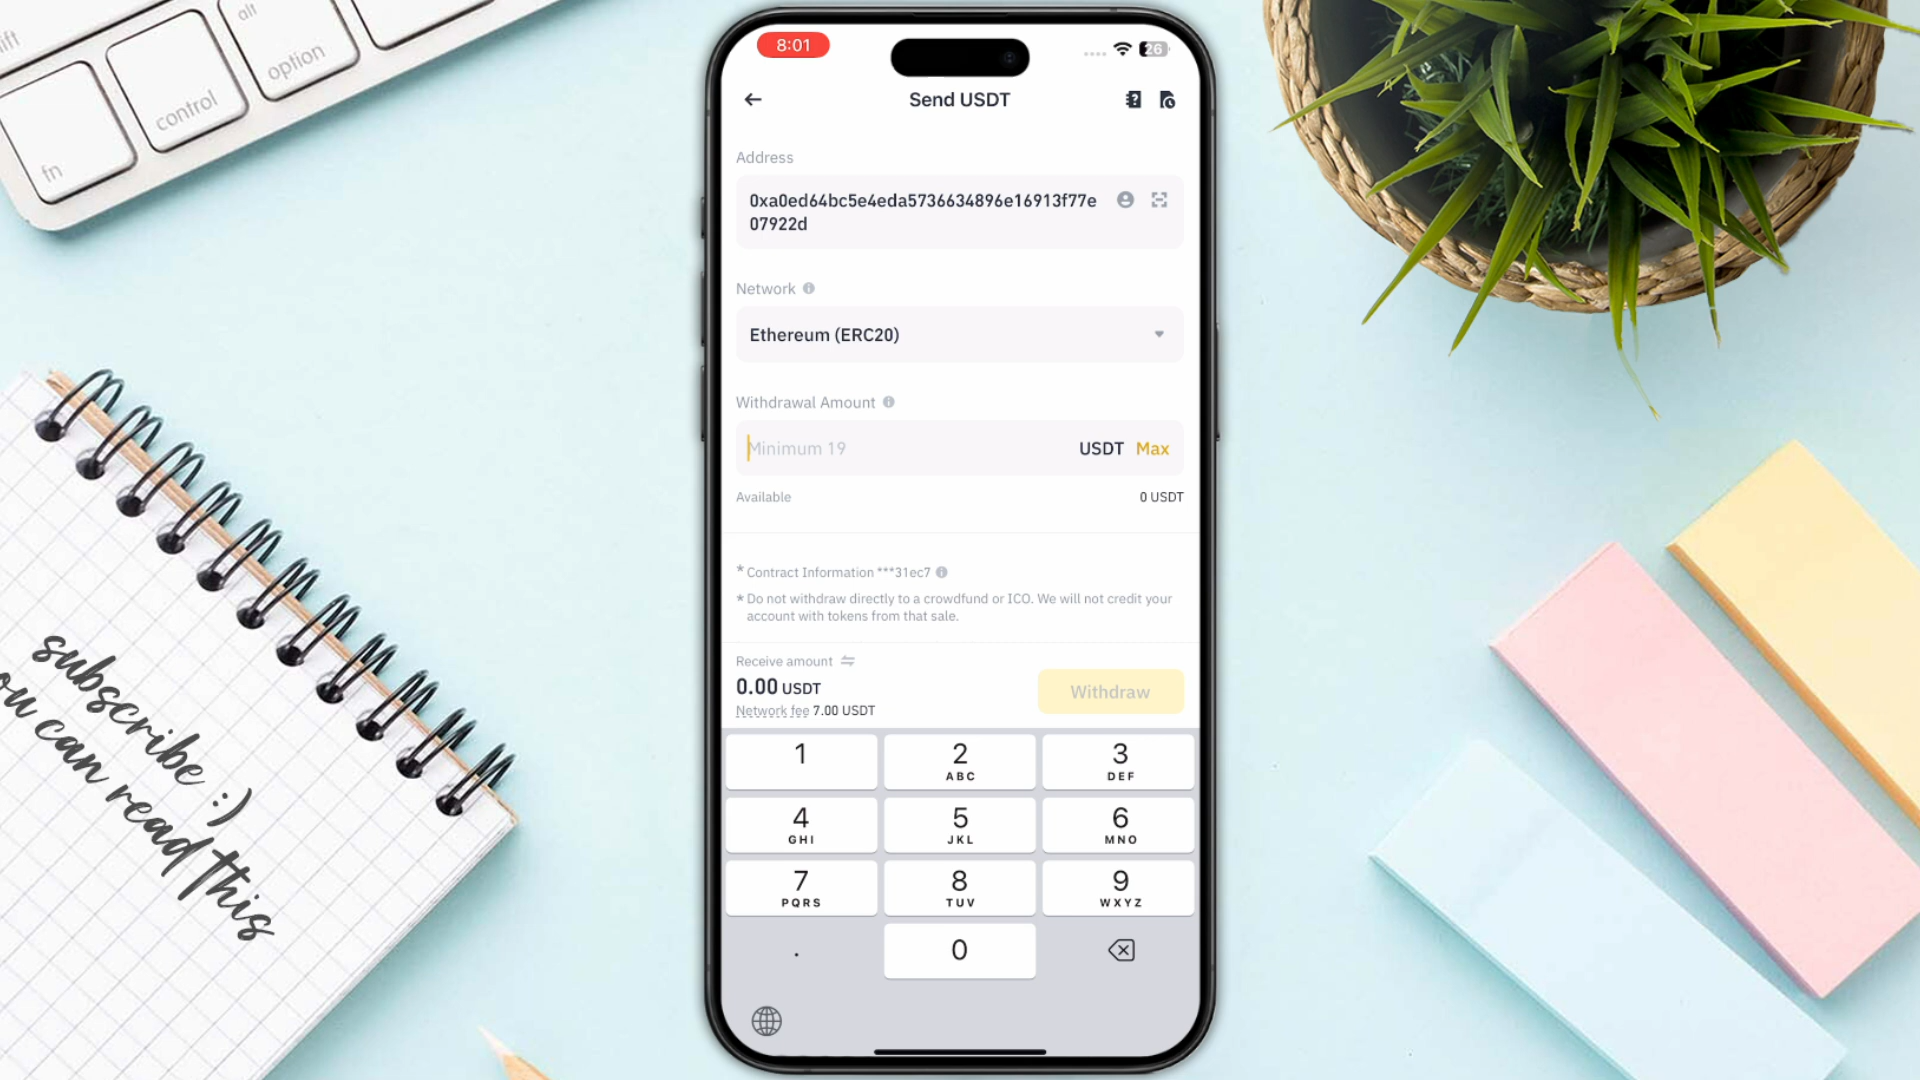 alt
option
control
fn
8:01
26
Send USDT
Address
0xa0ed64bc5e4eda5736634896e16913f77e
07922d
Network
Ethereum (ERC20)
Withdrawal Amount
Minimum 19
USDT Max
Available
0 USDT
* Contract Information ***31ec7
* Do not withdraw directly to a crowdfund or ICO. We will not credit your
account with tokens from that sale.
Receive amount
0.00 USDT
Network fee 7.00 USDT
Withdraw
1
2
ABC
3
DEF
4
GHI
5
JKL
6
MNO
7
PQRS
8
TUV
9
WXYZ
.
0
subscribe :)
can read this